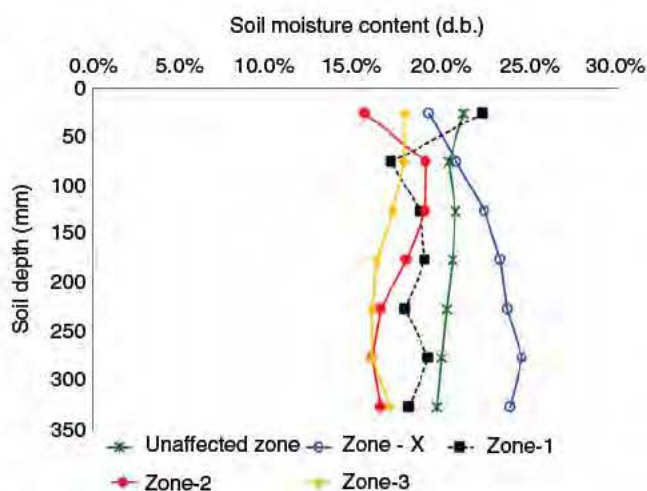 Soil moisture content (d.b.)
0.0% 5.0% 10.0% 15.0% 20.0% 25.0% 30.0%
0
50
100
150
200
250
300
350
Soil depth (mm)
Unaffected zone Zone - X Zone-1
Zone-2 Zone-3